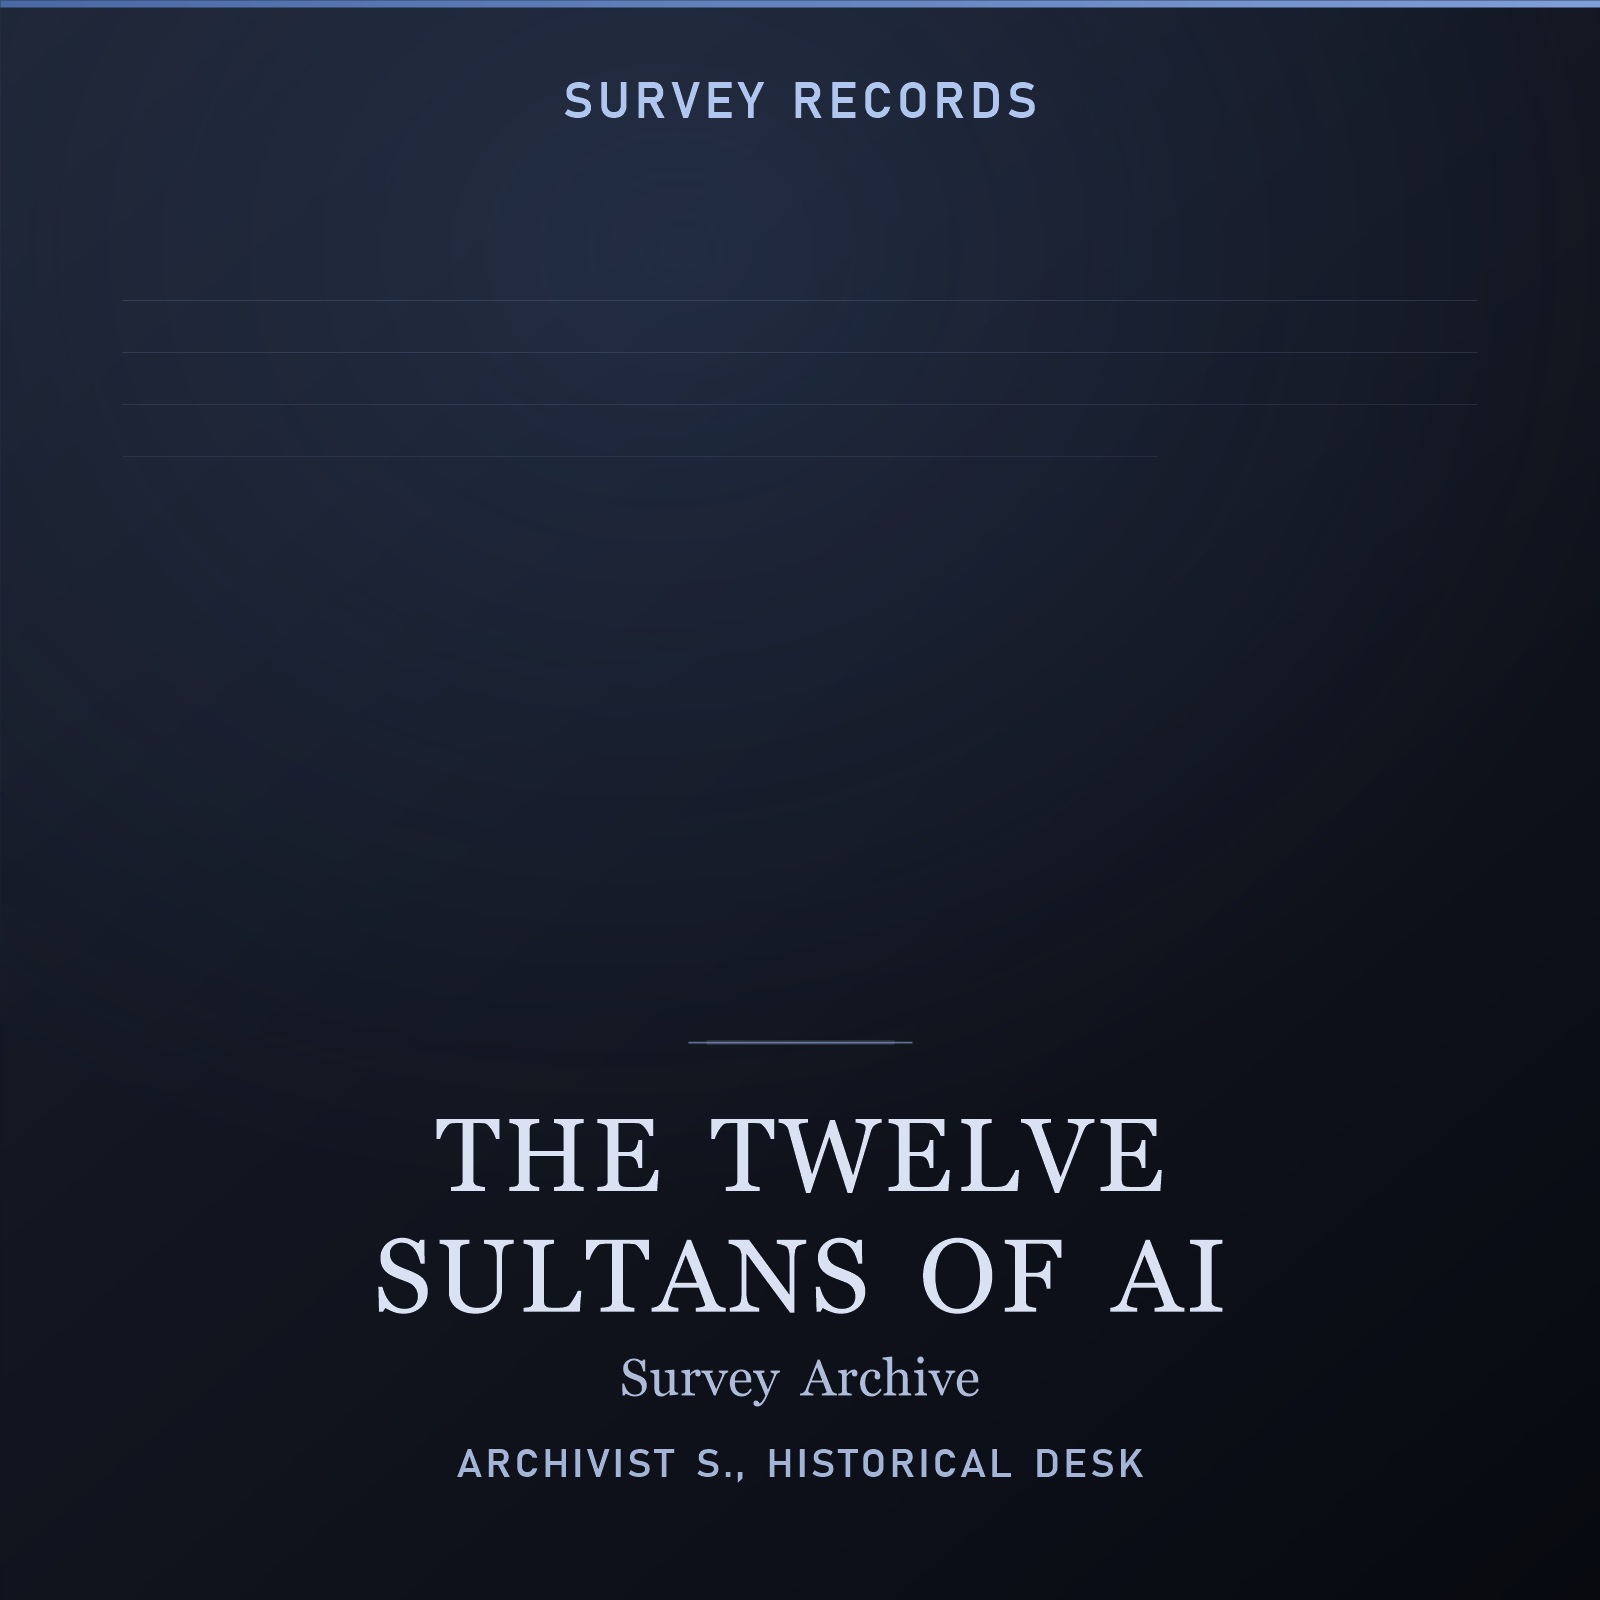 SURVEY RECORDS
THE TWELVE
SULTANS OF AI
Survey Archive
ARCHIVIST S., HISTORICAL DESK